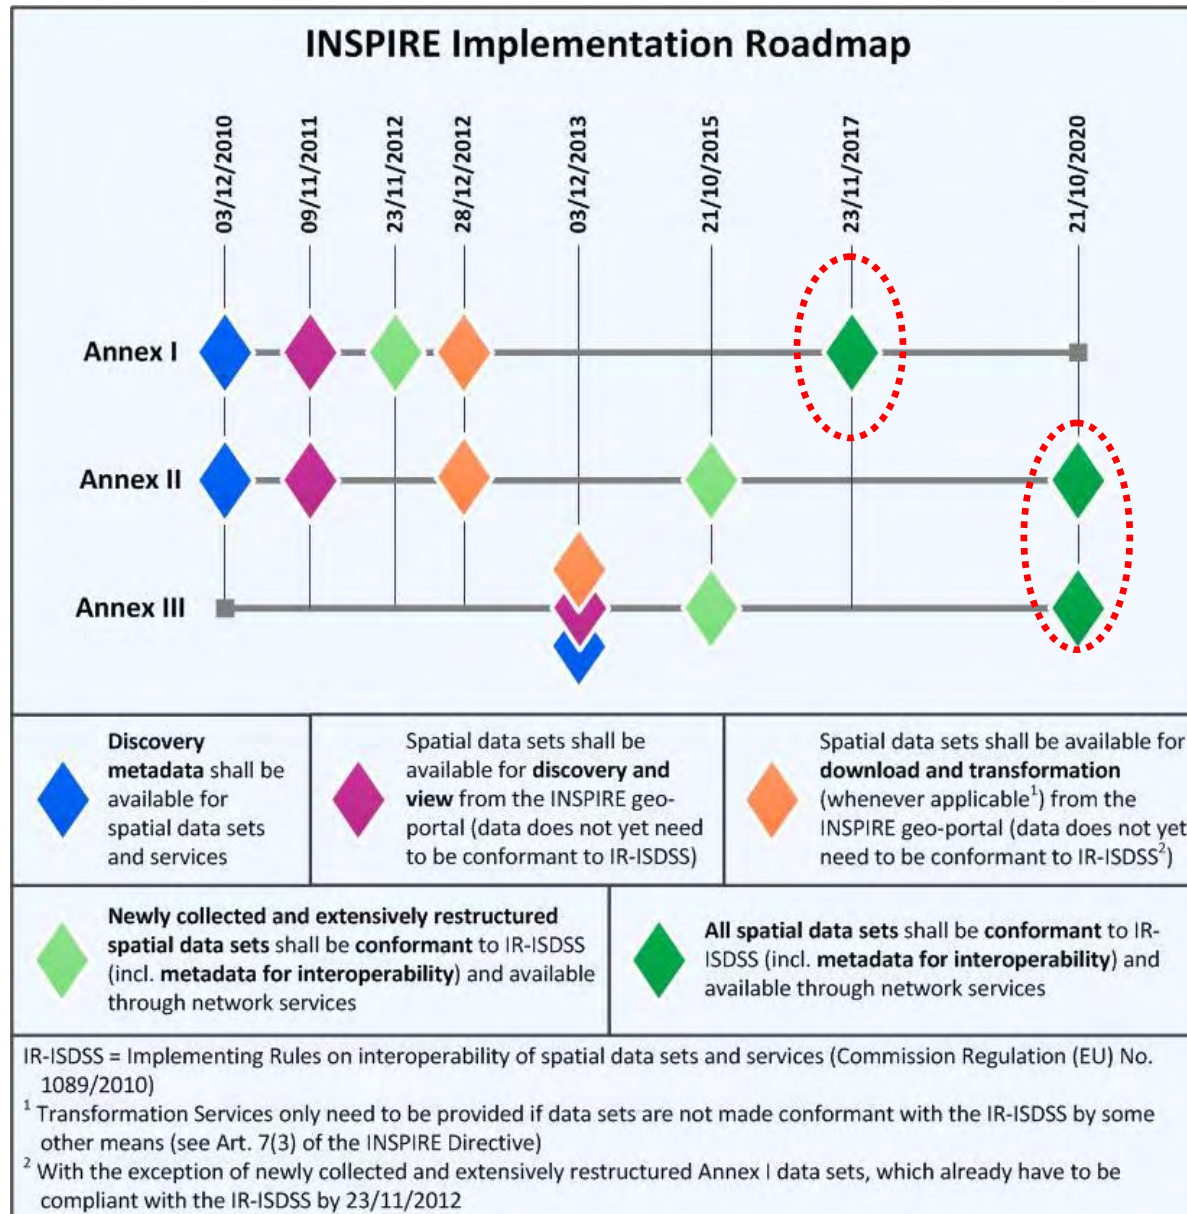 INSPIRE Implementation Roadmap
03/12/2010
09/11/2011
23/11/2012
28/12/2012
03/12/2013
21/10/2015
23/11/2017
21/10/2020
Annex I
Annex II
Annex III
Discovery
metadata shall be
available for
spatial data sets
and services
Spatial data sets shall be
available for discovery and
view from the INSPIRE geo-
portal (data does not yet need
to be conformant to IR-ISDSS)
Spatial data sets shall be available for
download and transformation
(whenever applicable¹) from the
INSPIRE geo-portal (data does not yet
need to be conformant to IR-ISDSS²)
Newly collected and extensively restructured
spatial data sets shall be conformant to IR-ISDSS
(incl. metadata for interoperability) and available
through network services
All spatial data sets shall be conformant to IR-
ISDSS (incl. metadata for interoperability) and
available through network services
IR-ISDSS = Implementing Rules on interoperability of spatial data sets and services (Commission Regulation (EU) No.
1089/2010)
¹ Transformation Services only need to be provided if data sets are not made conformant with the IR-ISDSS by some
other means (see Art. 7(3) of the INSPIRE Directive)
² With the exception of newly collected and extensively restructured Annex I data sets, which already have to be
compliant with the IR-ISDSS by 23/11/2012